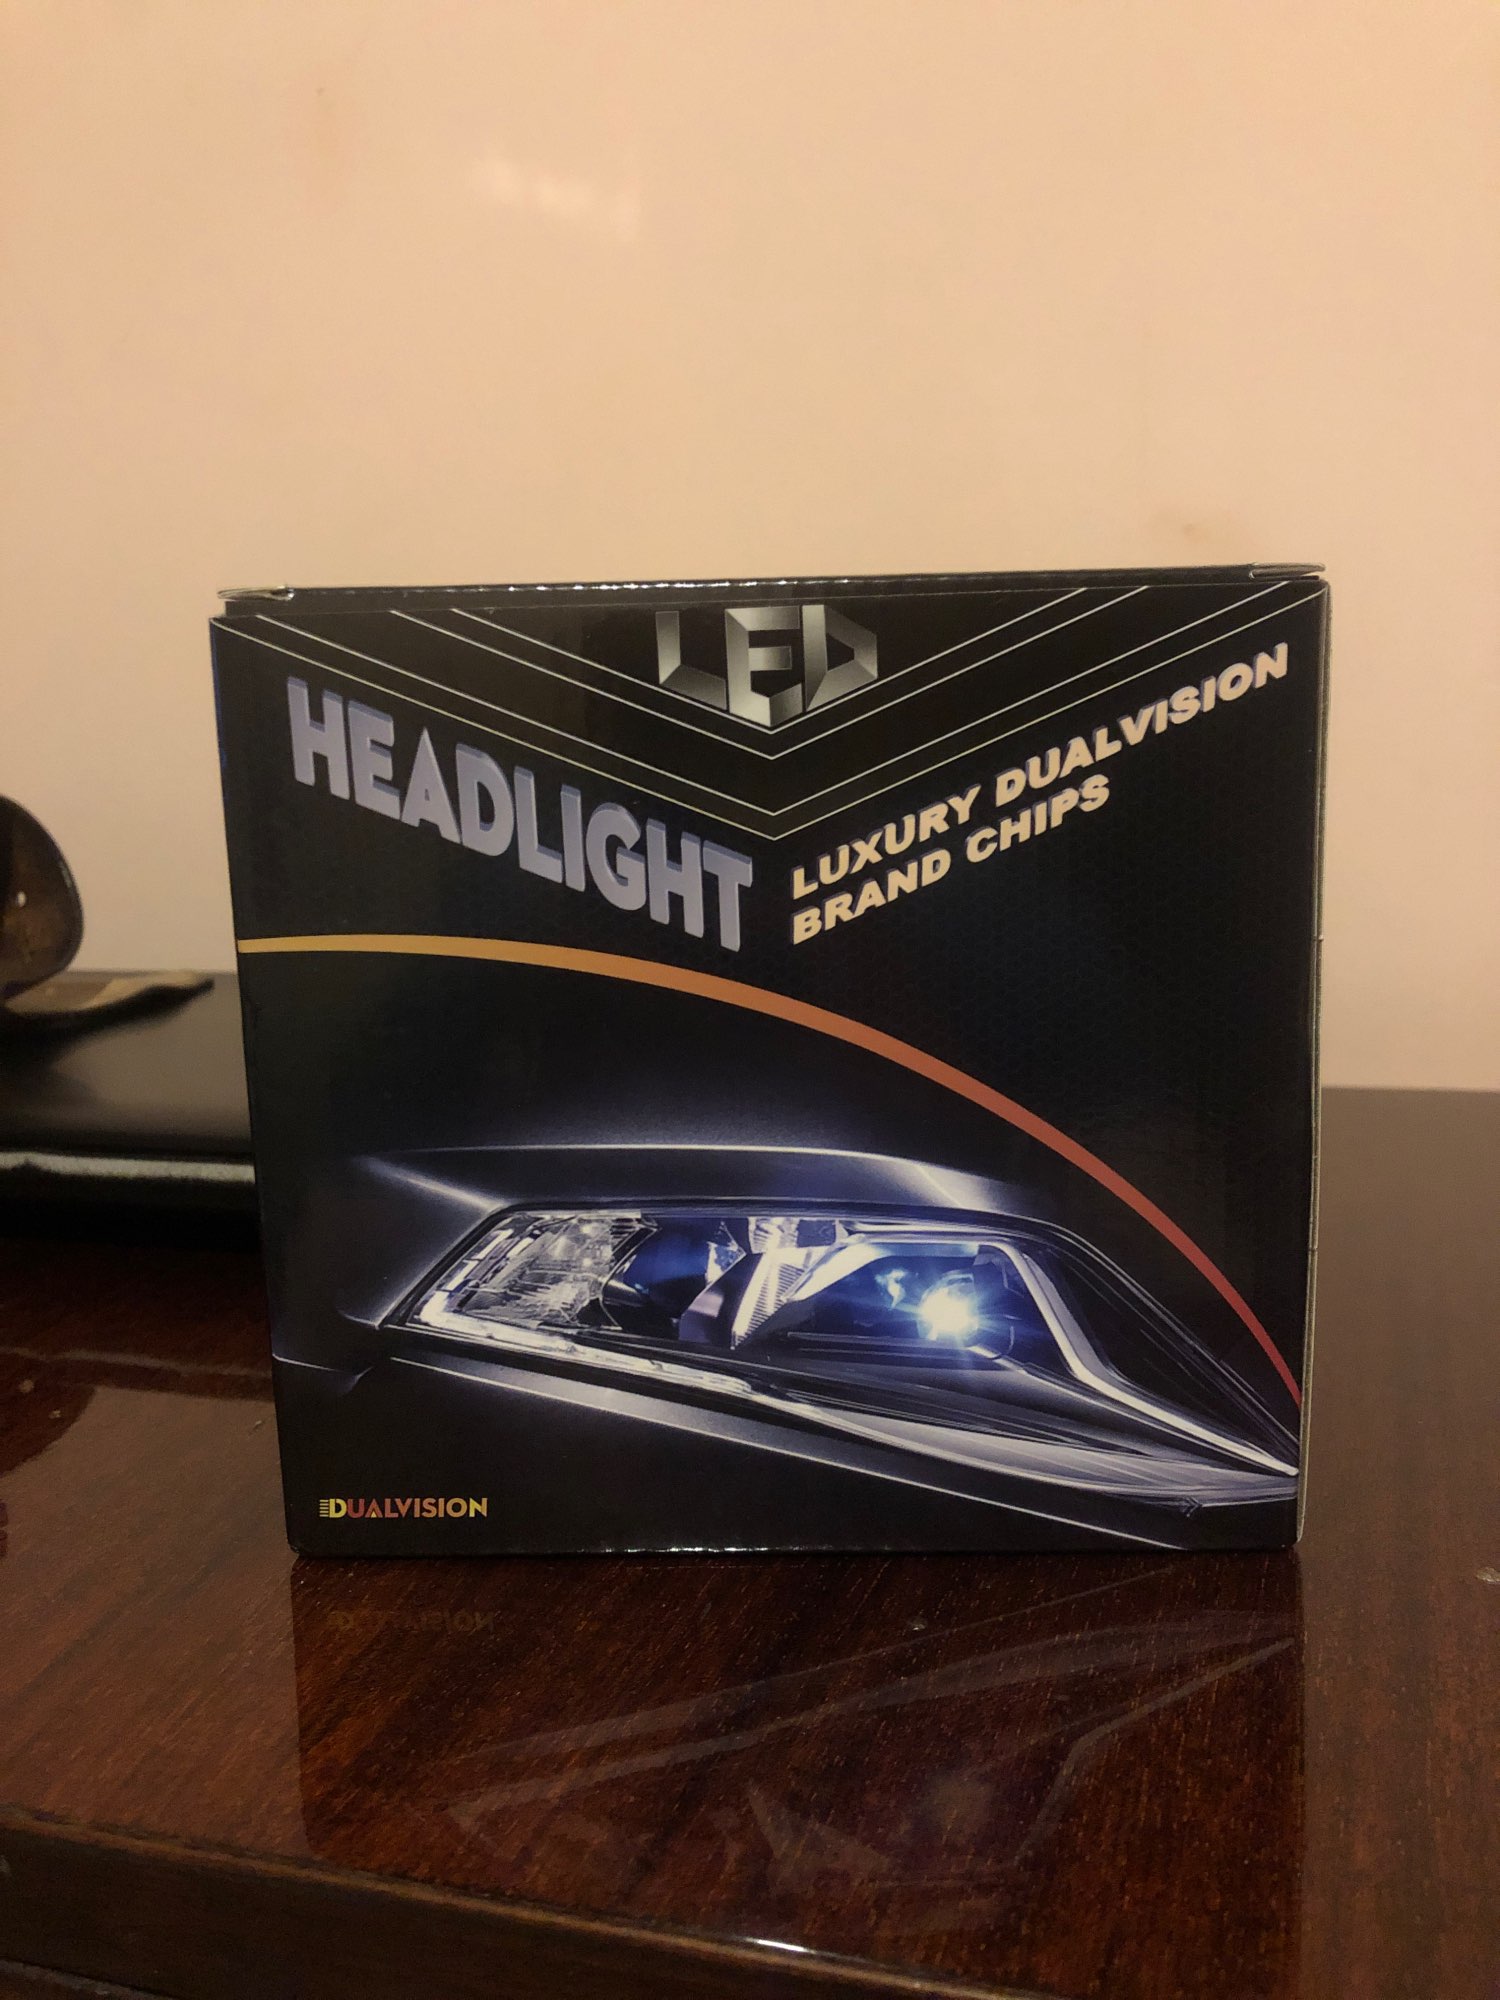 LED
HEADLIGHT
LUXURY DUALVISION
BRAND CHIPS
DUALVISION